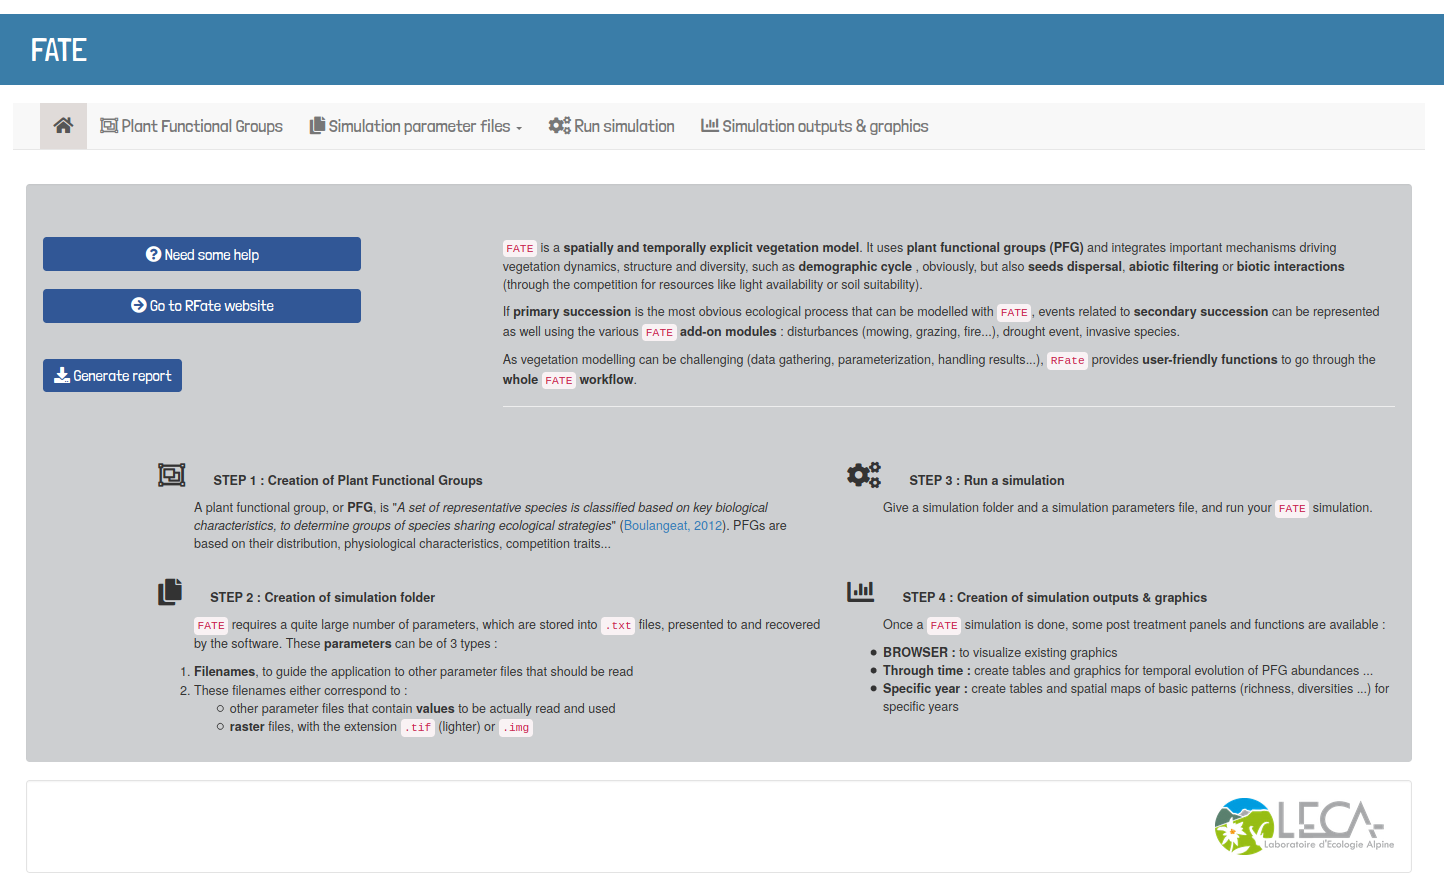 FATE
Plant Functional Groups
Simulation parameter files
Run simulation
Simulation outputs & graphics
Need some help
Go to RFate website
Generate report
FATE is a spatially and temporally explicit vegetation model. It uses plant functional groups (PFG) and integrates important mechanisms driving
vegetation dynamics, structure and diversity, such as demographic cycle , obviously, but also seeds dispersal, abiotic filtering or biotic interactions
(through the competition for resources like light availability or soil suitability).
If primary succession is the most obvious ecological process that can be modelled with FATE, events related to secondary succession can be represented
as well using the various FATE add-on modules : disturbances (mowing, grazing, fire...), drought event, invasive species.
As vegetation modelling can be challenging (data gathering, parameterization, handling results...), RFate provides user-friendly functions to go through the
whole FATE workflow.
STEP 1 : Creation of Plant Functional Groups
A plant functional group, or PFG, is "A set of representative species is classified based on key biological
characteristics, to determine groups of species sharing ecological strategies" (Boulangeat, 2012). PFGs are
based on their distribution, physiological characteristics, competition traits...
STEP 2 : Creation of simulation folder
FATE requires a quite large number of parameters, which are stored into .txt files, presented to and recovered
by the software. These parameters can be of 3 types :
1. Filenames, to guide the application to other parameter files that should be read
2. These filenames either correspond to :
○ other parameter files that contain values to be actually read and used
○ raster files, with the extension .tif (lighter) or .img
STEP 3 : Run a simulation
Give a simulation folder and a simulation parameters file, and run your FATE simulation.
STEP 4 : Creation of simulation outputs & graphics
Once a FATE simulation is done, some post treatment panels and functions are available :
● BROWSER : to visualize existing graphics
● Through time : create tables and graphics for temporal evolution of PFG abundances ...
● Specific year : create tables and spatial maps of basic patterns (richness, diversities ...) for
specific years
LECA
Laboratoire d'Ecologie Alpine